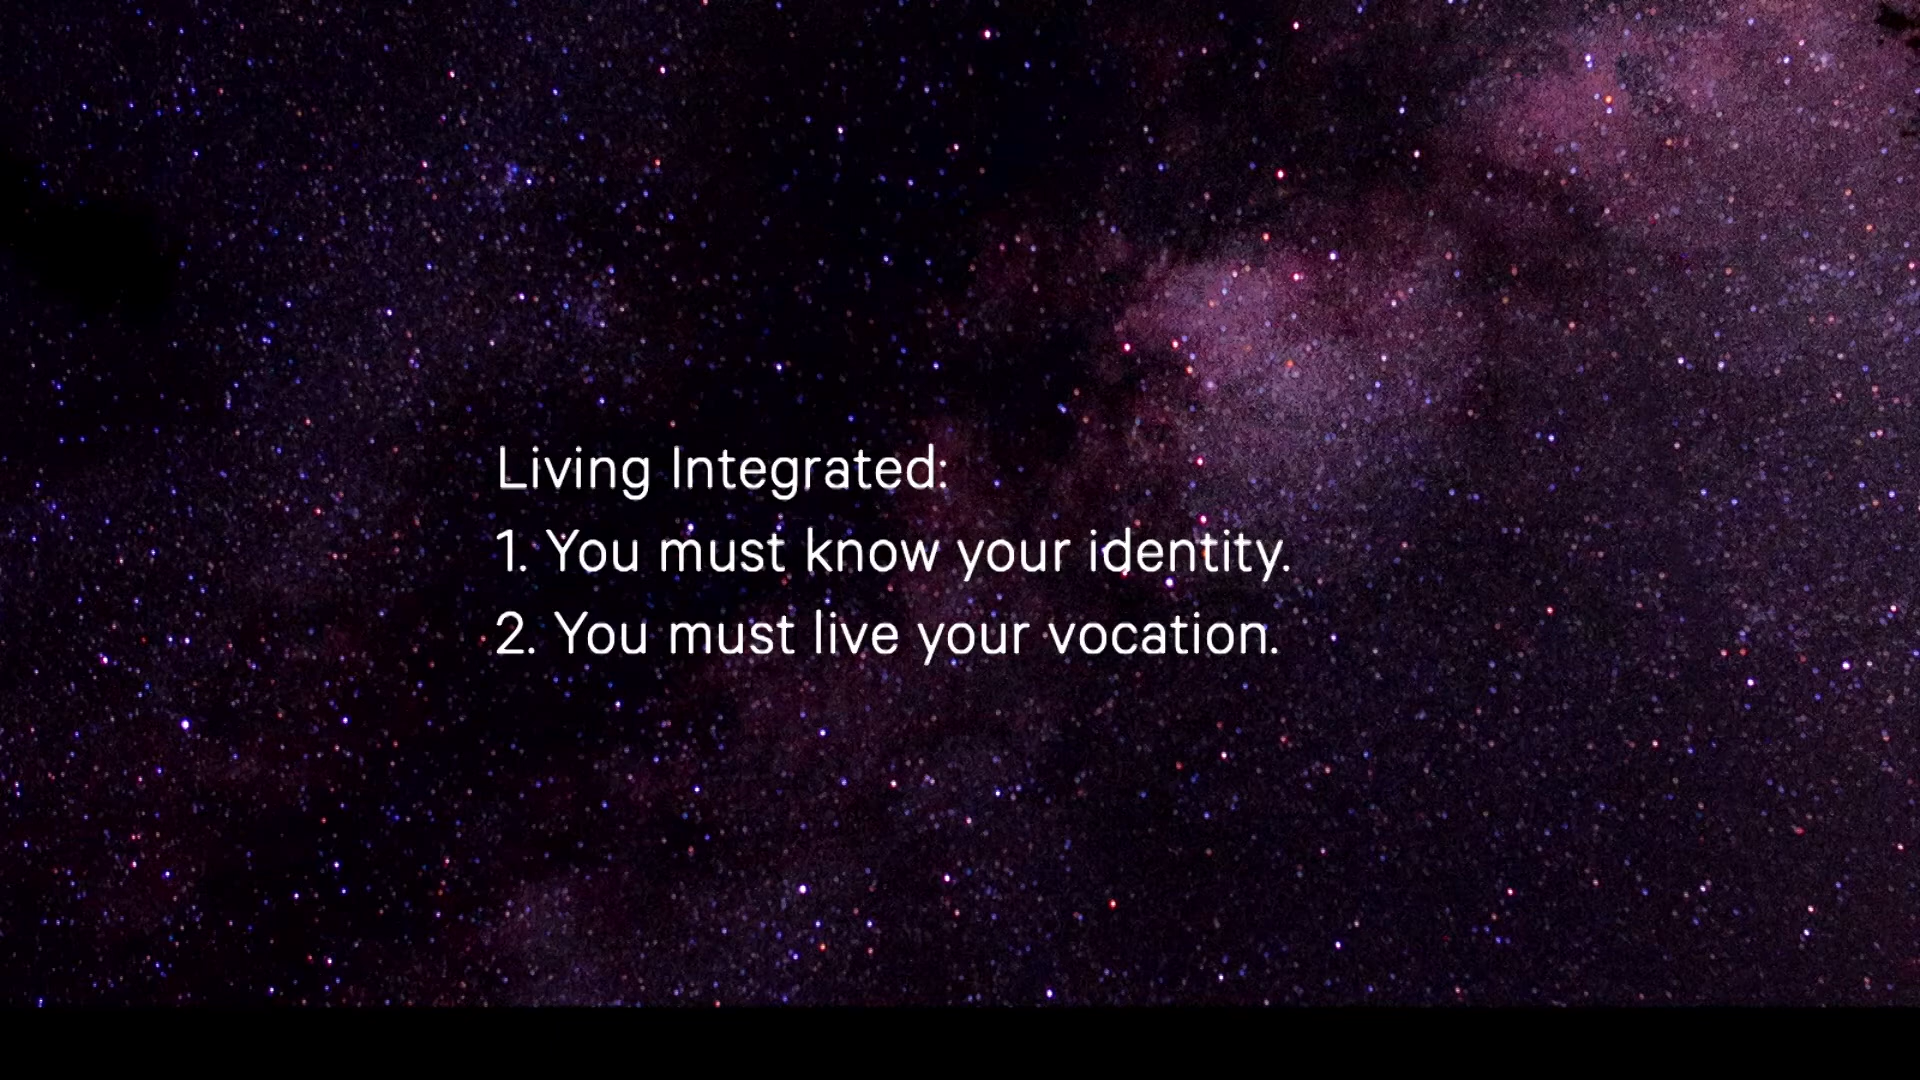 Living Integrated:
1. You must know your identity.
2. You must live your vocation.